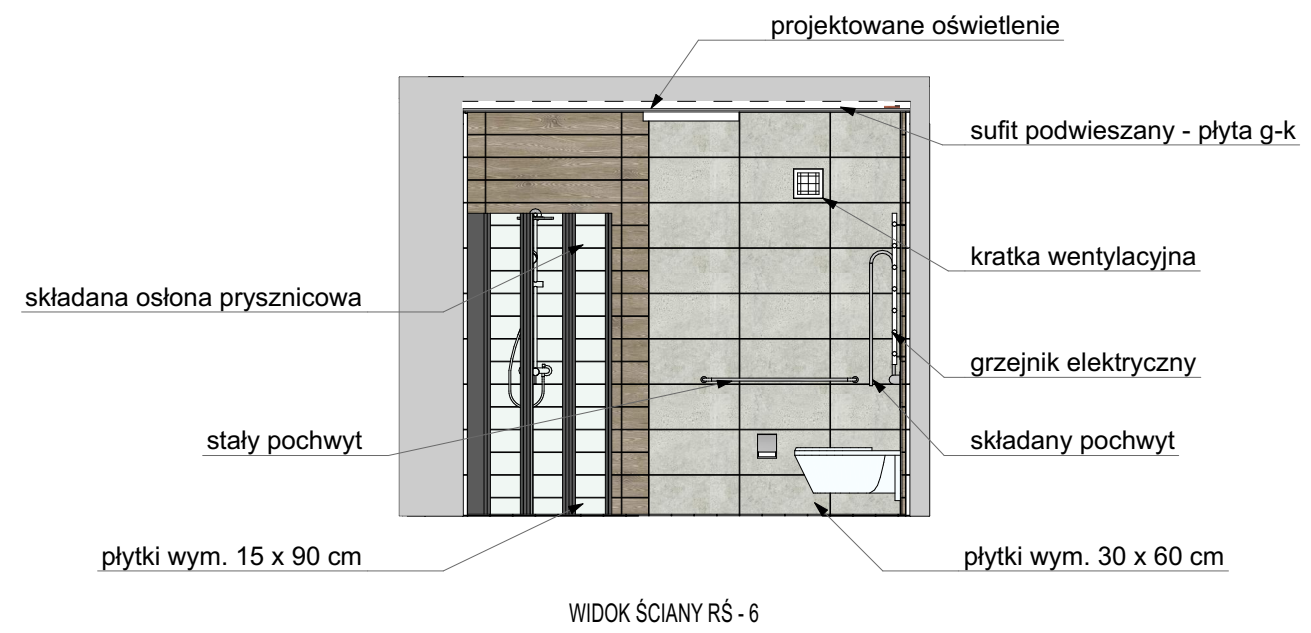 projektowane oświetlenie
sufit podwieszany - płyta g-k
kratka wentylacyjna
składana osłona prysznicowa
grzejnik elektryczny
stały pochwyt
składany pochwyt
płytki wym. 15 x 90 cm
płytki wym. 30 x 60 cm
WIDOK ŚCIANY RŚ - 6